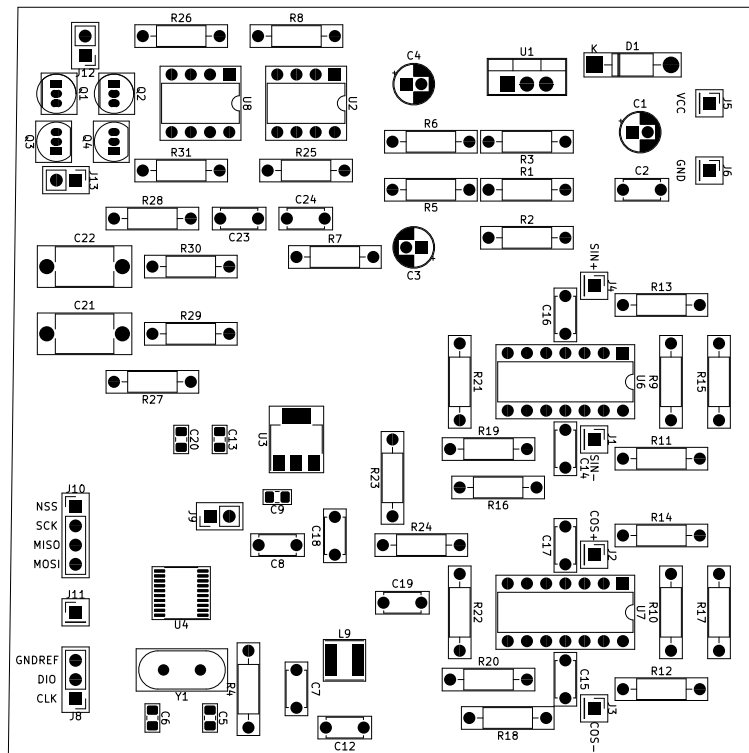 R26
R8
J12
C4
U1
K
D1
Q1
Q2
U8
U2
VCC
J5
C1
Q3
Q4
R6
R3
GND
J6
J13
R31
R25
R5
R1
C2
R28
C23
C24
R2
C22
R30
R7
C3
SIN+
J4
R13
C21
R29
C16
R27
R21
U6
R9
R15
C20
C13
U3
R19
C14
J1
SIN-
R11
R23
R16
J10
NSS
SCK
MISO
MOSI
J9
C9
C8
C18
R24
C17
COS+
J2
R14
J11
U4
C19
R22
U7
R10
R17
GNDREF
DIO
CLK
J8
Y1
R4
L9
C7
R20
C15
J3
COS-
R12
C6
C5
C12
R18